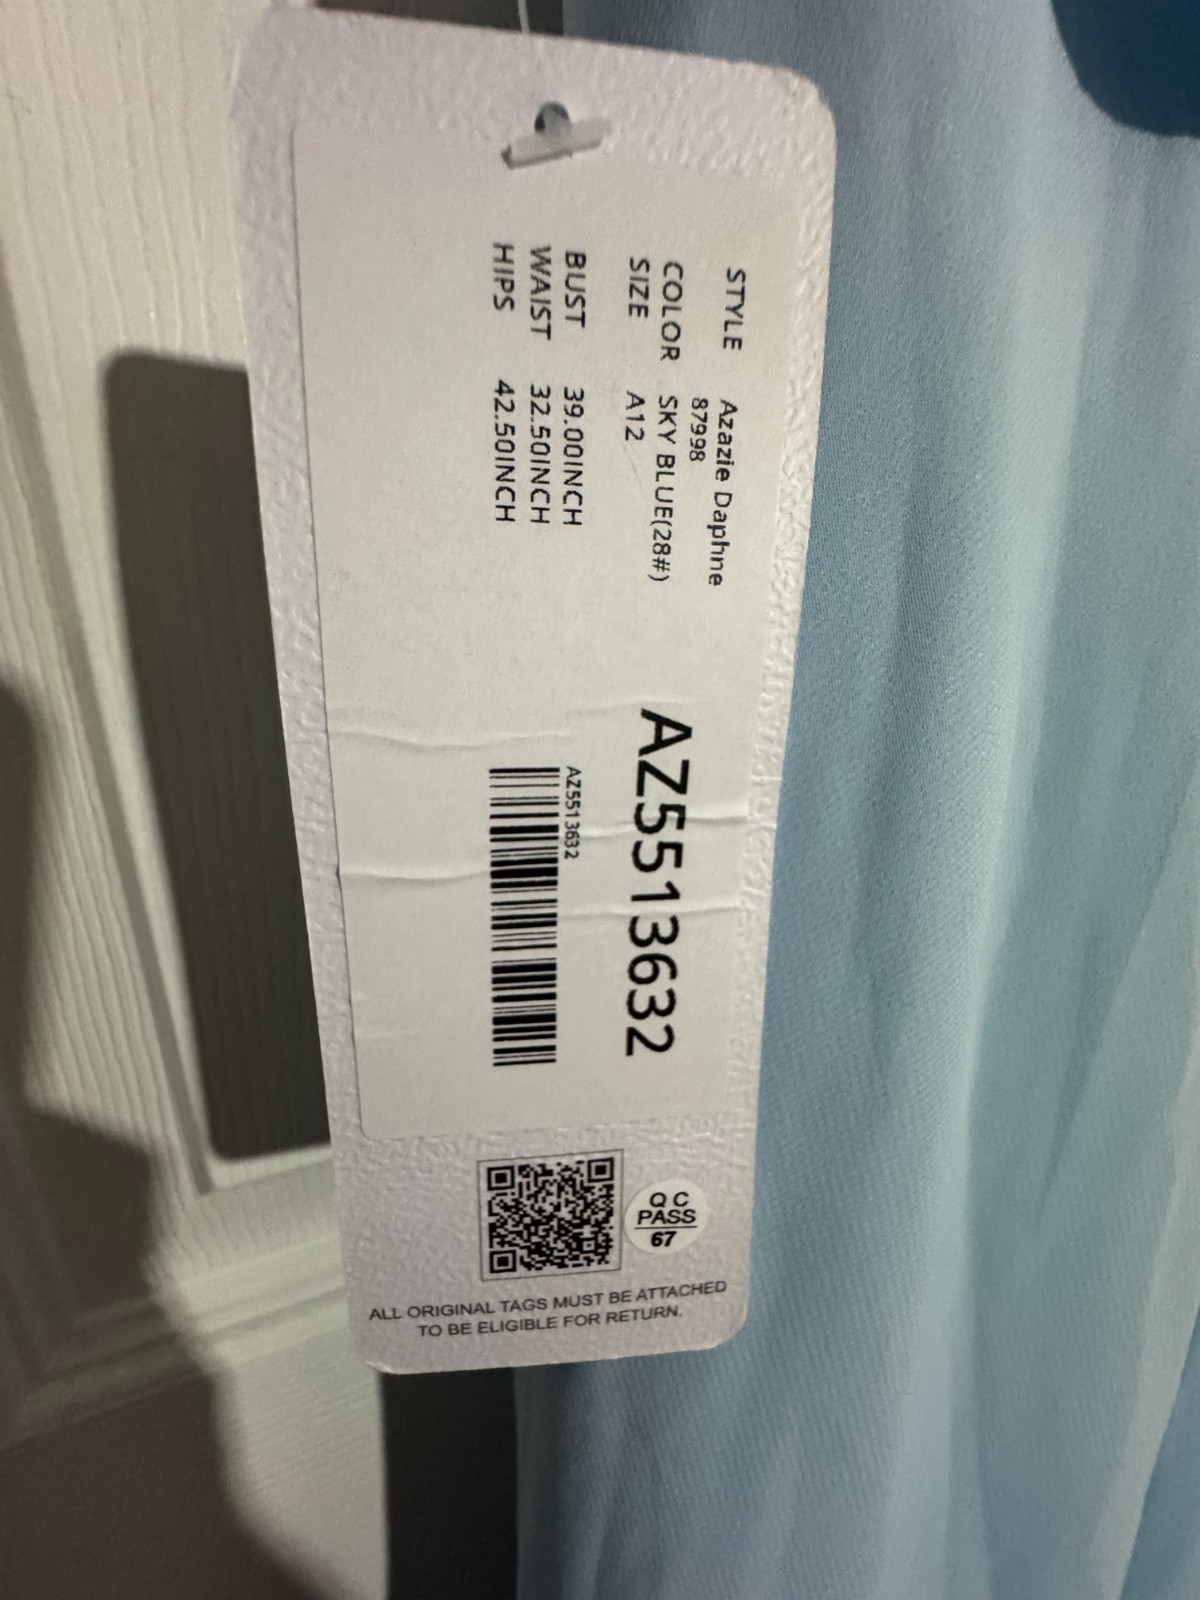 STYLE Azazie Daphne
87998
COLOR SKY BLUE(28#)
SIZE A12
BUST 39.00INCH
WAIST 32.50INCH
HIPS 42.50INCH
AZ5513632
AZ5513632
QC
PASS
67
ALL ORIGINAL TAGS MUST BE ATTACHED
TO BE ELIGIBLE FOR RETURN.